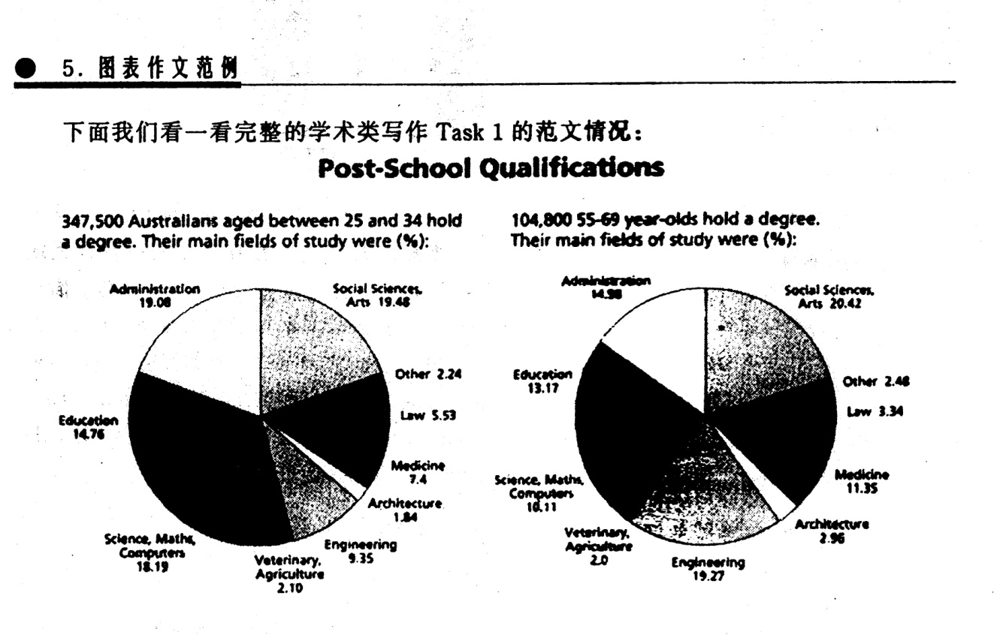 5. 图表作文范例
下面我们看一看完整的学术类写作 Task 1 的范文情况：
Post-School Qualifications
347,500 Australians aged between 25 and 34 hold
a degree. Their main fields of study were (%):
Administration
19.08
Social Sciences,
Arts 19.48
Other 2.24
Law 5.53
Medicine
7.4
Architecture
1.84
Engineering
9.35
Veterinary,
Agriculture
2.10
Science, Maths,
Computers
18.19
Education
14.76
104,800 55-69 year-olds hold a degree.
Their main fields of study were (%):
Administration
14.98
Social Sciences,
Arts 20.42
Other 2.48
Law 3.34
Medicine
11.35
Architecture
2.96
Engineering
19.27
Veterinary,
Agriculture
2.0
Science, Maths,
Computers
10.11
Education
13.17